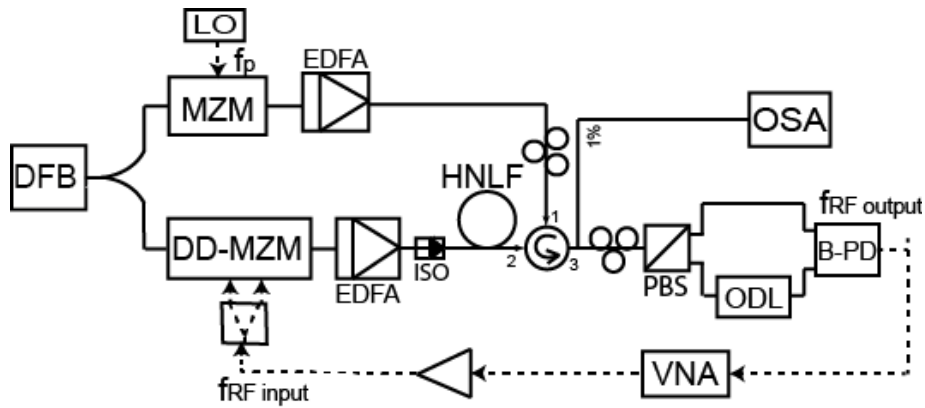 LO
fp
EDFA
MZM
OSA
1%
DFB
HNLF
1
fRF output
DD-MZM
2
3
B-PD
ISO
EDFA
PBS
ODL
fRF input
VNA